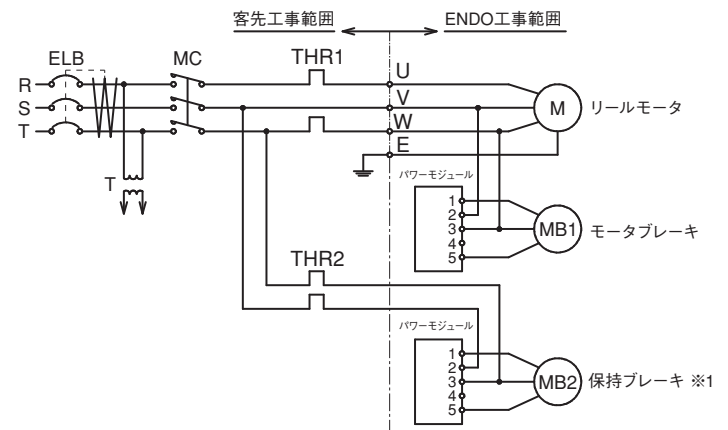 客先工事範囲 ENDO工事範囲
ELB MC THR1
R U
S V M リールモータ
T W
E
T パワーモジュール
1
2
3 MB1 モータブレーキ
4
5
THR2
パワーモジュール
1
2
3 MB2 保持ブレーキ ※1
4
5